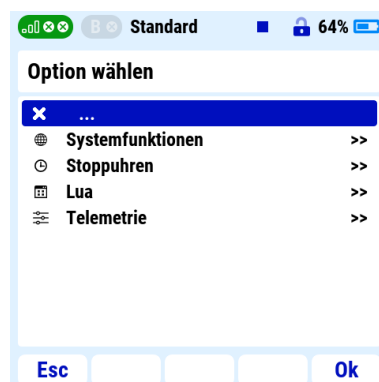 B Standard 64%
Option wählen
...
Systemfunktionen >>
Stoppuhren >>
Lua >>
Telemetrie >>
Esc Ok